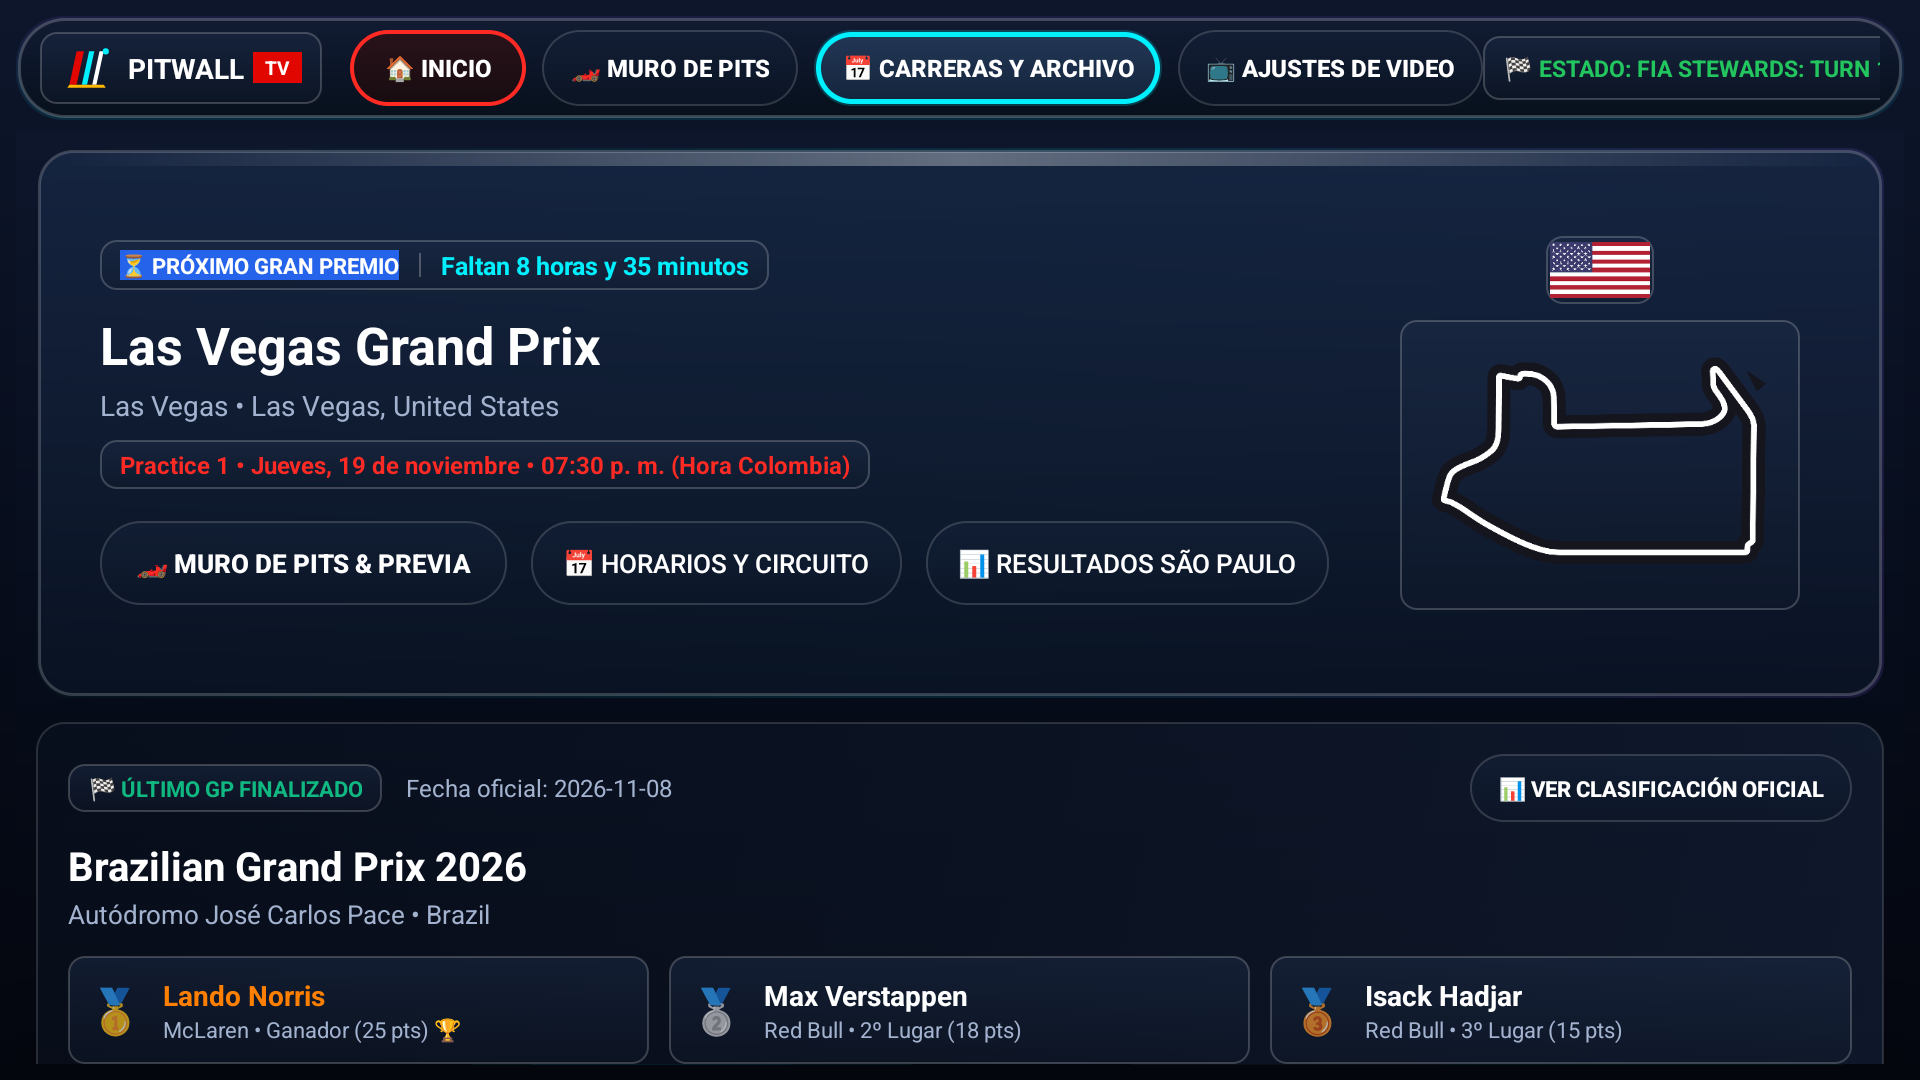 PITWALL TV
INICIO
MURO DE PITS
CARRERAS Y ARCHIVO
AJUSTES DE VIDEO
ESTADO: FIA STEWARDS: TURN
PRÓXIMO GRAN PREMIO
Faltan 8 horas y 35 minutos
Las Vegas Grand Prix
Las Vegas • Las Vegas, United States
Practice 1 • Jueves, 19 de noviembre • 07:30 p. m. (Hora Colombia)
MURO DE PITS & PREVIA
HORARIOS Y CIRCUITO
RESULTADOS SÃO PAULO
ÚLTIMO GP FINALIZADO
Fecha oficial: 2026-11-08
VER CLASIFICACIÓN OFICIAL
Brazilian Grand Prix 2026
Autódromo José Carlos Pace • Brazil
Lando Norris
McLaren • Ganador (25 pts)
Max Verstappen
Red Bull • 2º Lugar (18 pts)
Isack Hadjar
Red Bull • 3º Lugar (15 pts)